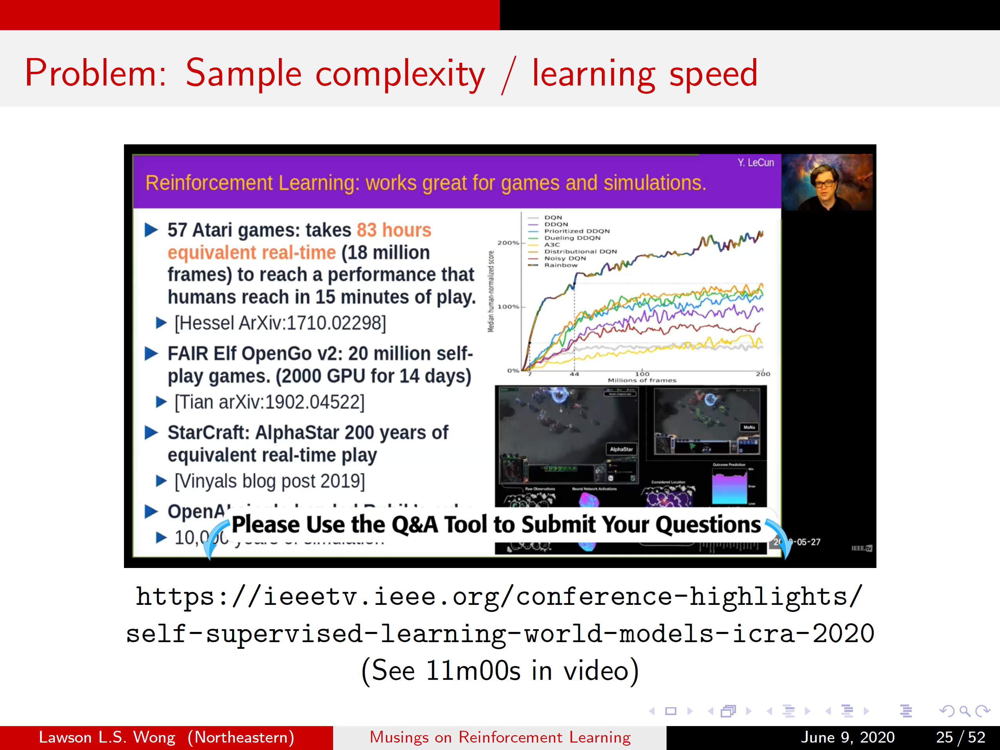 Problem: Sample complexity / learning speed
Y. LeCun
Reinforcement Learning: works great for games and simulations.
57 Atari games: takes 83 hours
equivalent real-time (18 million
frames) to reach a performance that
humans reach in 15 minutes of play.
[Hessel ArXiv:1710.02298]
FAIR Elf OpenGo v2: 20 million self-
play games. (2000 GPU for 14 days)
[Tian arXiv:1902.04522]
StarCraft: AlphaStar 200 years of
equivalent real-time play
[Vinyals blog post 2019]
DQN
DDQN
Prioritized DDQN
Dueling DDQN
A3C
Distributional DQN
Noisy DQN
Rainbow
Median human-normalized score
200%
100%
0%
7 44 100 200
Millions of frames
MaNa
AlphaStar
Outcome Prediction
Win
Draw
Loss
Considered Location
Raw Observations
Neural Network Activations
Please Use the Q&A Tool to Submit Your Questions
-05-27
IEEE.tv
https://ieeetv.ieee.org/conference-highlights/
self-supervised-learning-world-models-icra-2020
(See 11m00s in video)
Lawson L.S. Wong (Northeastern)
Musings on Reinforcement Learning
June 9, 2020
25 / 52